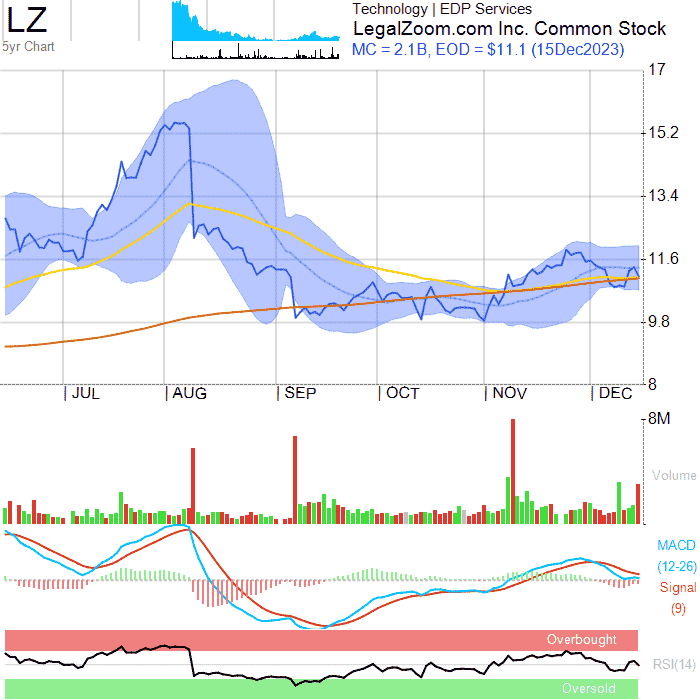 LZ
5yr Chart
Technology | EDP Services
LegalZoom.com Inc. Common Stock
MC = 2.1B, EOD = $11.1 (15Dec2023)
17
15.2
13.4
11.6
9.8
8
JUL AUG SEP OCT NOV DEC
8M
Volume
MACD
(12-26)
Signal
(9)
Overbought
RSI(14)
Oversold